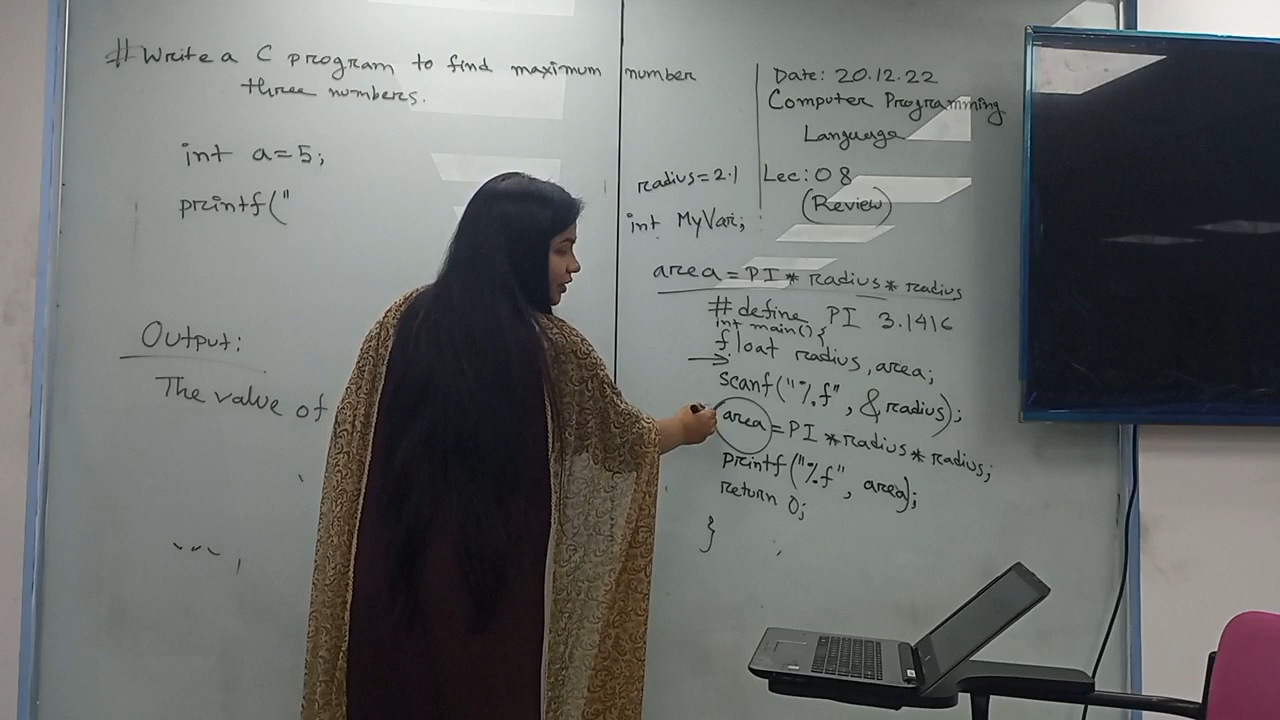 # Write a C program to find maximum number
three numbers.
int a=5;
printf("
Output:
The value of
Date: 20.12.22
Computer Programming
Language
Lec: 08
(Review)
radius=2.1
int MyVar;
area = PI * radius * radius
#define PI 3.1416
int main(){
float radius, area;
scanf("%f", &radius);
area = PI * radius * radius;
printf("%f", area);
return 0;
}